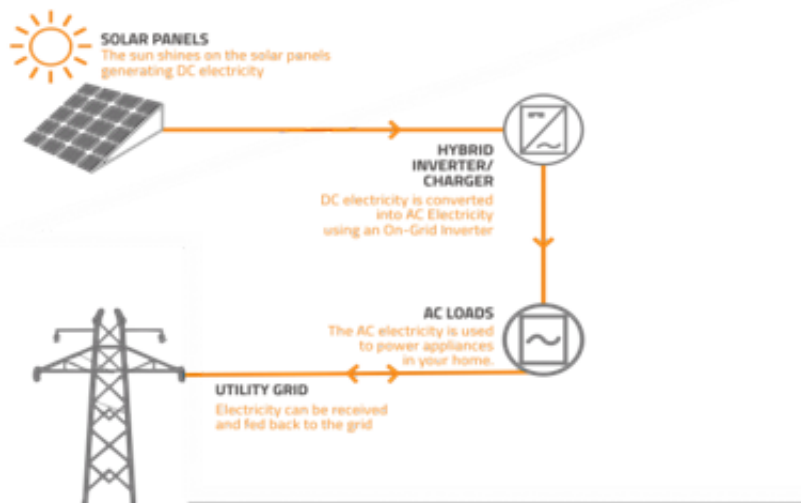 SOLAR PANELS
The sun shines on the solar panels
generating DC electricity
HYBRID
INVERTER/
CHARGER
DC electricity is converted
into AC Electricity
using an On-Grid Inverter
AC LOADS
The AC electricity is used
to power appliances
in your home.
UTILITY GRID
Electricity can be received
and fed back to the grid